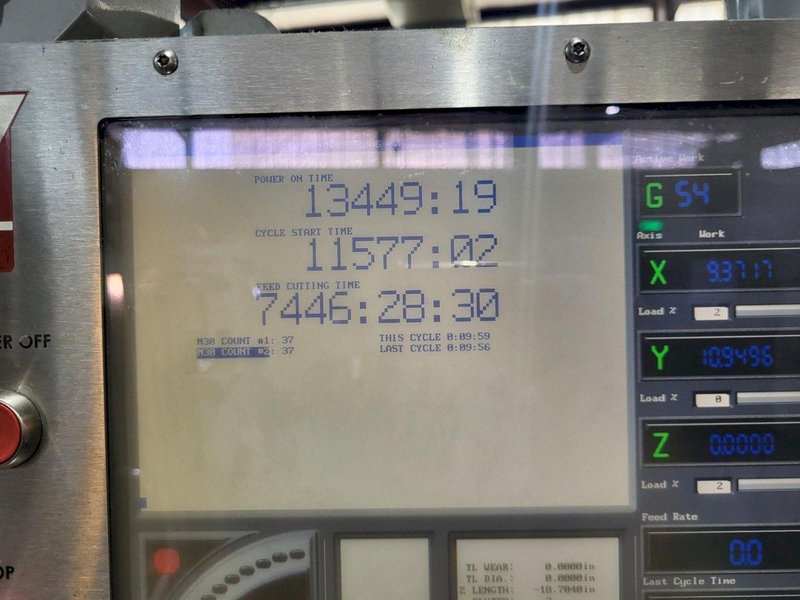 POWER ON TIME
13449:19
CYCLE START TIME
11577:02
FEED CUTTING TIME
7446:28:30
M30 COUNT #1: 37
M30 COUNT #2: 37
THIS CYCLE 0:09:59
LAST CYCLE 0:09:56
Active Work
G 54
Axis Work
X 9.3717
Load % 2
Y 10.9496
Load % 0
Z 0.0000
Load % 2
Feed Rate
0.0
Last Cycle Time
TL WEAR: 0.0000in
TL DIA.: 0.0000in
Z LENGTH: -18.7040in
OFF